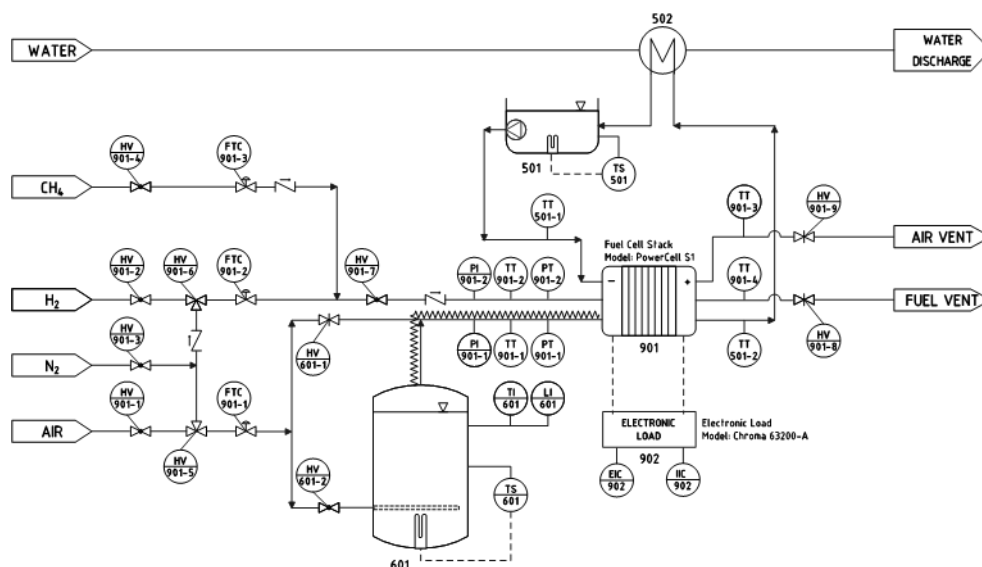 502
WATER
WATER
DISCHARGE
HV
901-4
FTC
901-3
501
TS
501
CH₄
TT
501-1
TT
901-3
HV
901-9
AIR VENT
Fuel Cell Stack
Model: PowerCell S1
HV
901-2
HV
901-6
FTC
901-2
HV
901-7
PI
901-2
TT
901-2
PT
901-2
−
+
TT
901-4
H₂
FUEL VENT
HV
901-3
HV
601-1
PI
901-1
TT
901-1
PT
901-1
901
TT
501-2
HV
901-8
N₂
HV
901-1
FTC
901-1
TI
601
LI
601
AIR
HV
901-5
ELECTRONIC
LOAD
Electronic Load
Model: Chroma 63200-A
902
HV
601-2
TS
601
EIC
902
IIC
902
601